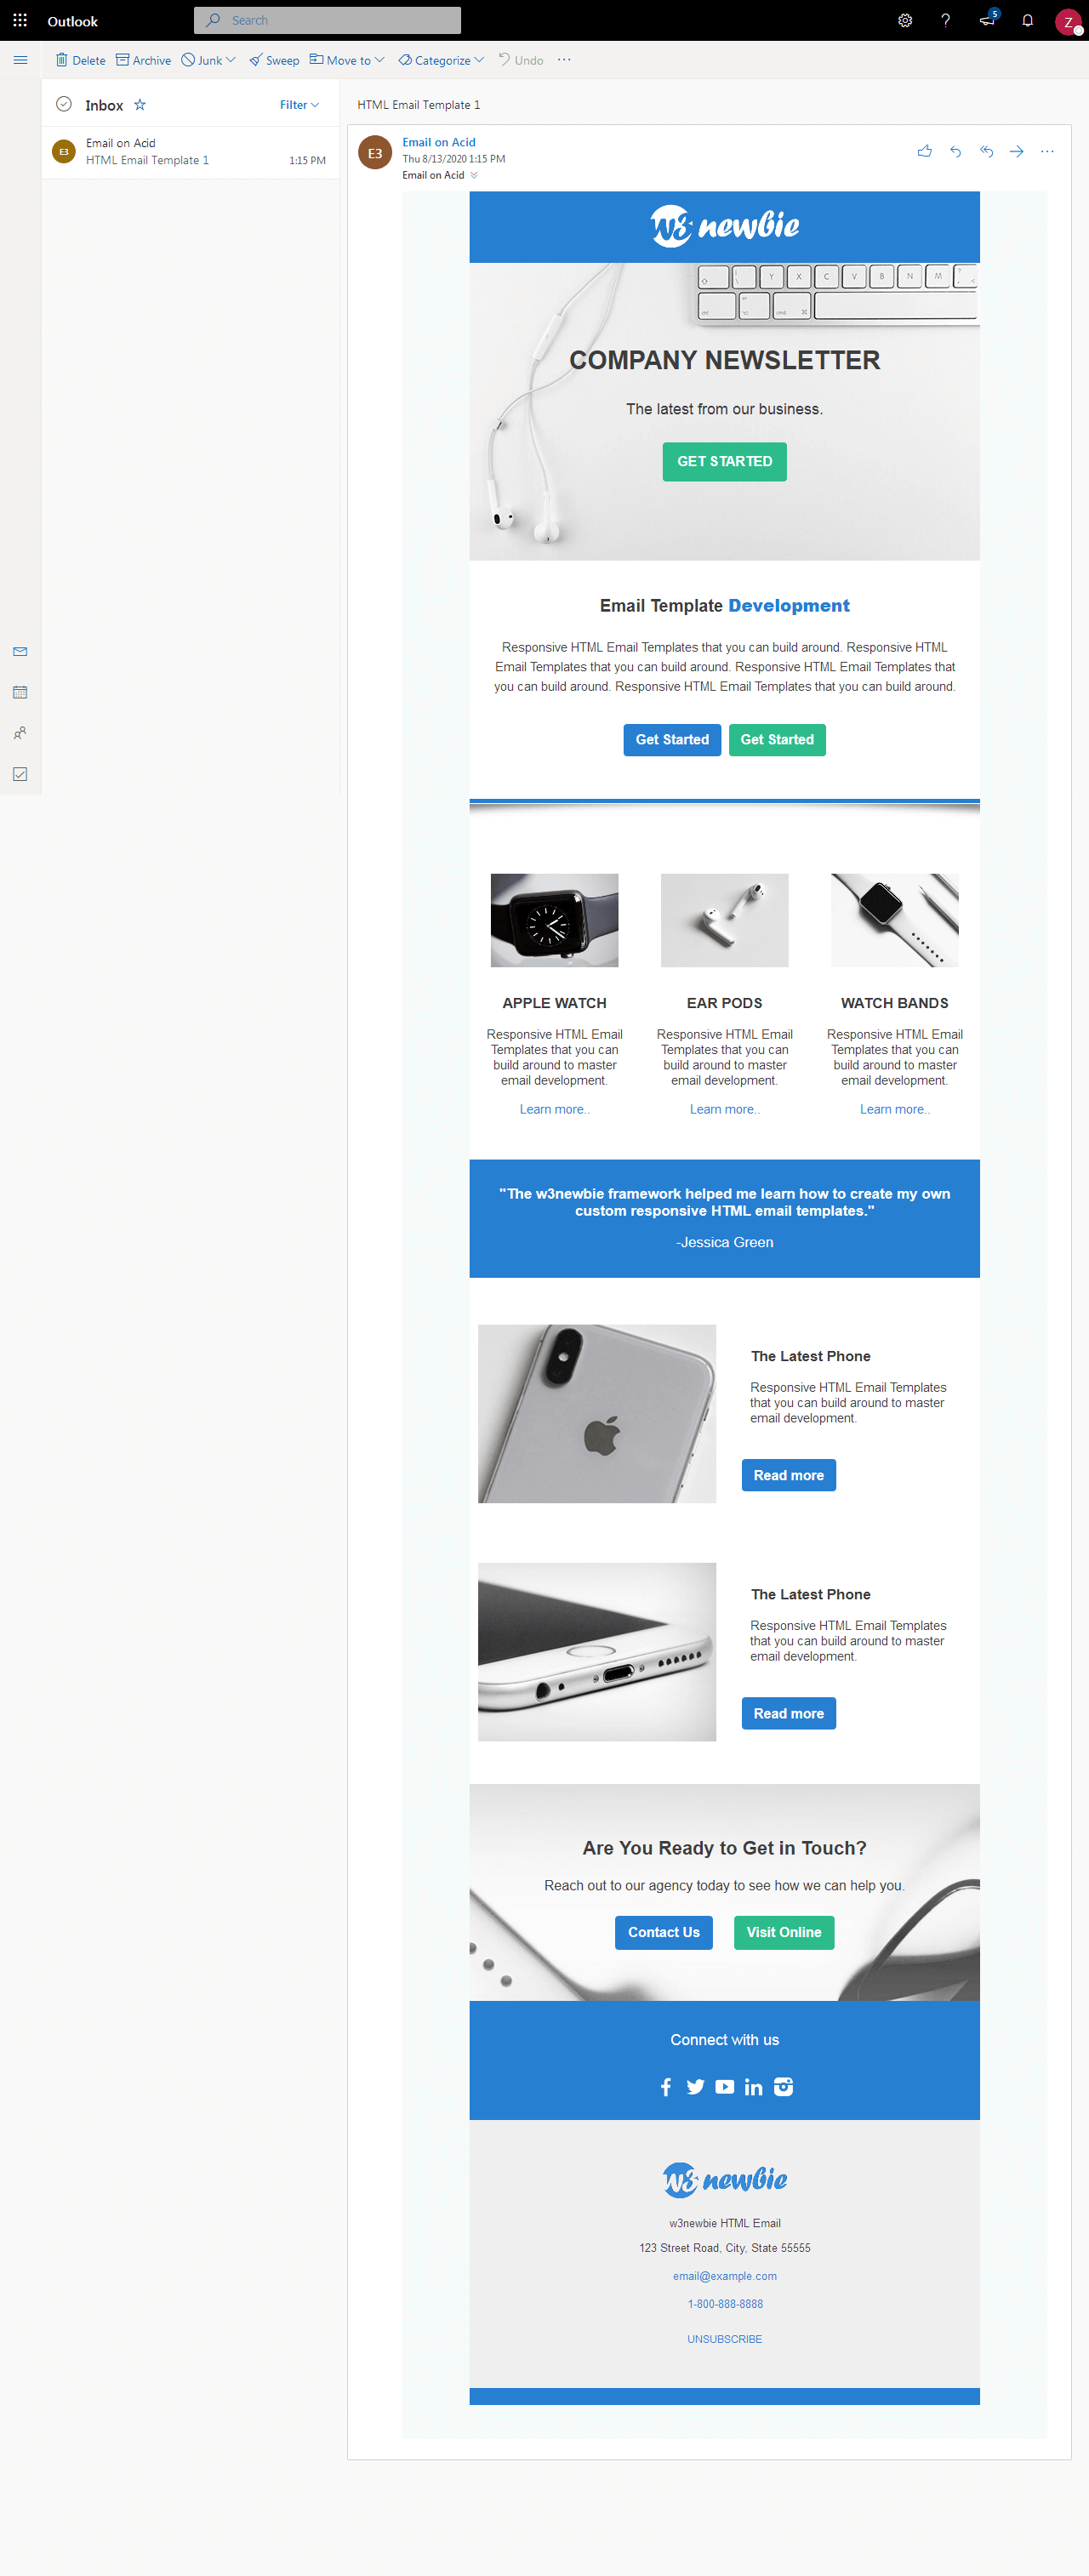 Outlook
Search
5
Z
Delete
Archive
Junk
Sweep
Move to
Categorize
Undo
Inbox
Filter
E3
Email on Acid
HTML Email Template 1
1:15 PM
HTML Email Template 1
E3
Email on Acid
Thu 8/13/2020 1:15 PM
Email on Acid
w3 newbie
Y X C V B N M
COMPANY NEWSLETTER
The latest from our business.
GET STARTED
Email Template Development
Responsive HTML Email Templates that you can build around. Responsive HTML
Email Templates that you can build around. Responsive HTML Email Templates that
you can build around. Responsive HTML Email Templates that you can build around.
Get Started
Get Started
APPLE WATCH
Responsive HTML Email
Templates that you can
build around to master
email development.
Learn more..
EAR PODS
Responsive HTML Email
Templates that you can
build around to master
email development.
Learn more..
WATCH BANDS
Responsive HTML Email
Templates that you can
build around to master
email development.
Learn more..
"The w3newbie framework helped me learn how to create my own
custom responsive HTML email templates."
-Jessica Green
The Latest Phone
Responsive HTML Email Templates
that you can build around to master
email development.
Read more
The Latest Phone
Responsive HTML Email Templates
that you can build around to master
email development.
Read more
Are You Ready to Get in Touch?
Reach out to our agency today to see how we can help you.
Contact Us
Visit Online
Connect with us
w3 newbie
w3newbie HTML Email
123 Street Road, City, State 55555
email@example.com
1-800-888-8888
UNSUBSCRIBE